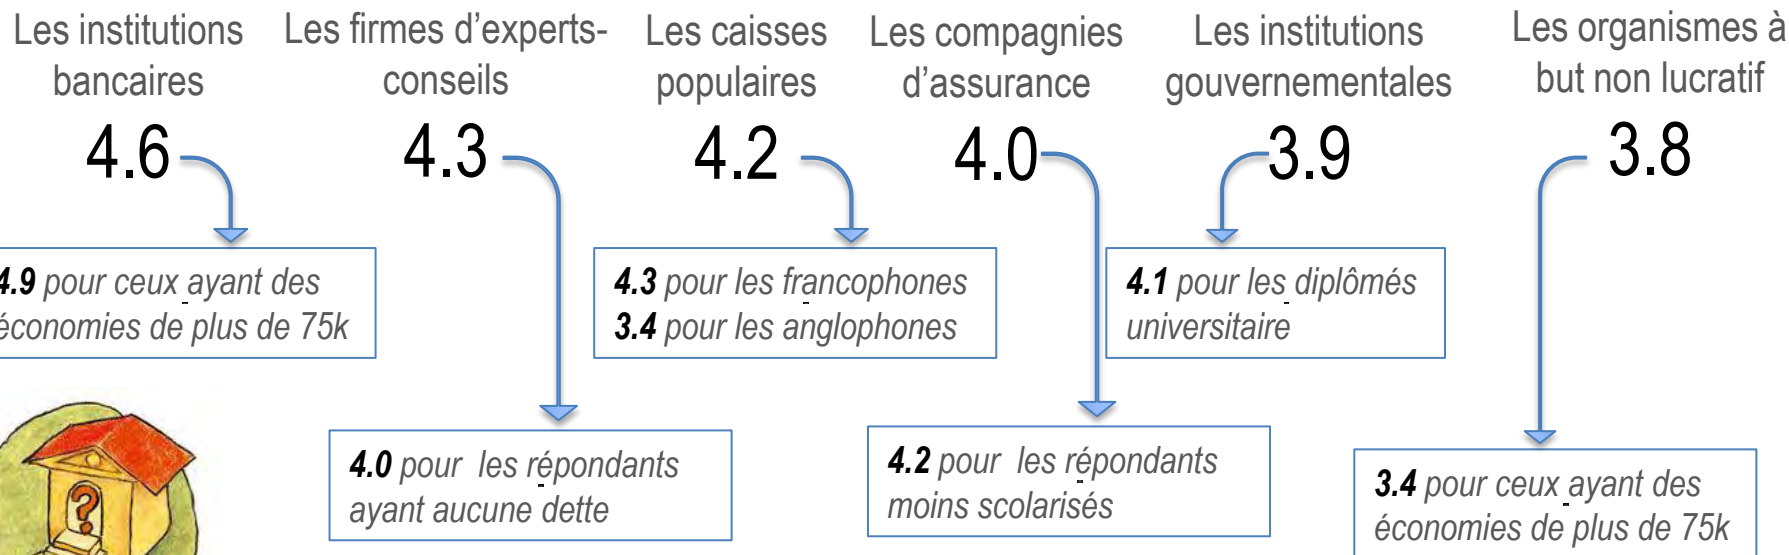 Les institutions
bancaires
4.6
Les firmes d'experts-
conseils
4.3
Les caisses
populaires
4.2
Les compagnies
d'assurance
4.0
Les institutions
gouvernementales
3.9
Les organismes à
but non lucratif
3.8
4.9 pour ceux ayant des
économies de plus de 75k
4.3 pour les francophones
3.4 pour les anglophones
4.1 pour les diplômés
universitaire
4.0 pour les répondants
ayant aucune dette
4.2 pour les répondants
moins scolarisés
3.4 pour ceux ayant des
économies de plus de 75k
?